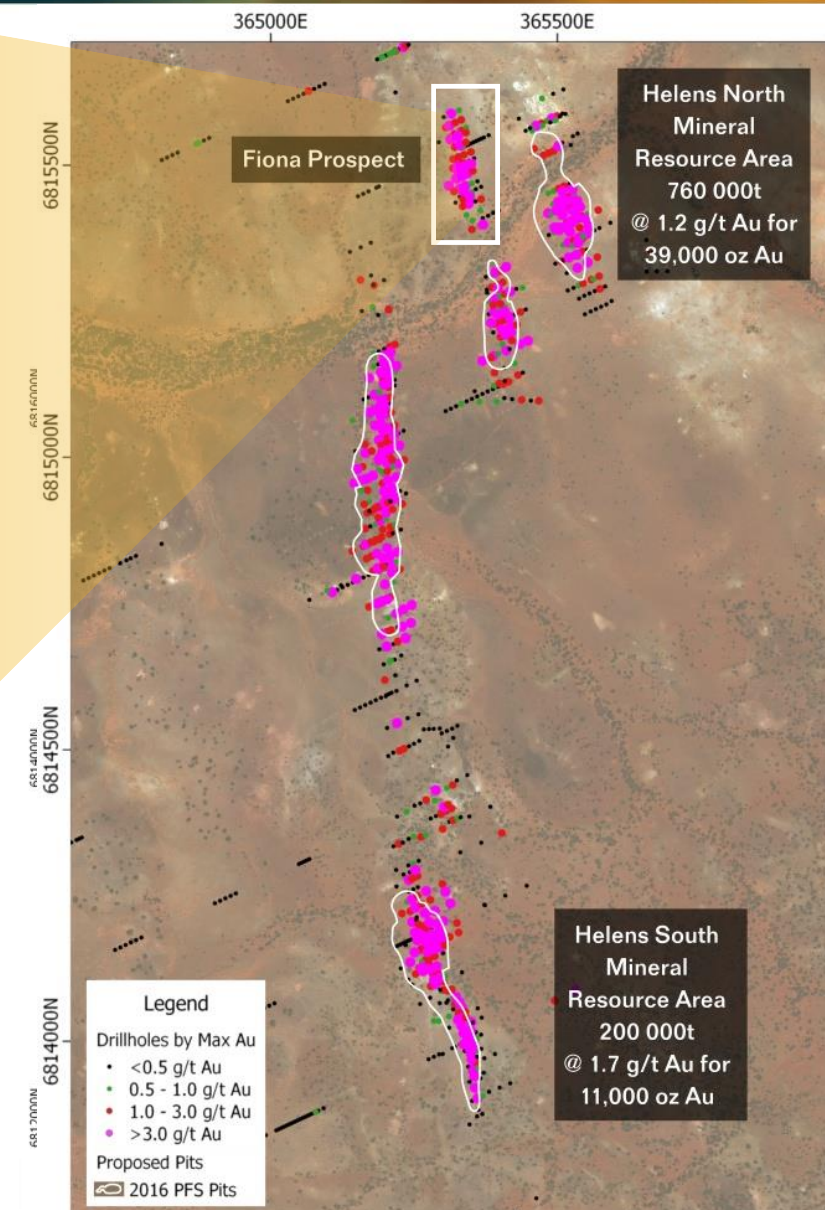 365000E
365500E
6815500N
6815000N
6814500N
6814000N
6816000N
6814000N
6812000N
Fiona Prospect
Helens North
Mineral
Resource Area
760 000t
@ 1.2 g/t Au for
39,000 oz Au
Helens South
Mineral
Resource Area
200 000t
@ 1.7 g/t Au for
11,000 oz Au
Legend
Drillholes by Max Au
<0.5 g/t Au
0.5 - 1.0 g/t Au
1.0 - 3.0 g/t Au
>3.0 g/t Au
Proposed Pits
2016 PFS Pits